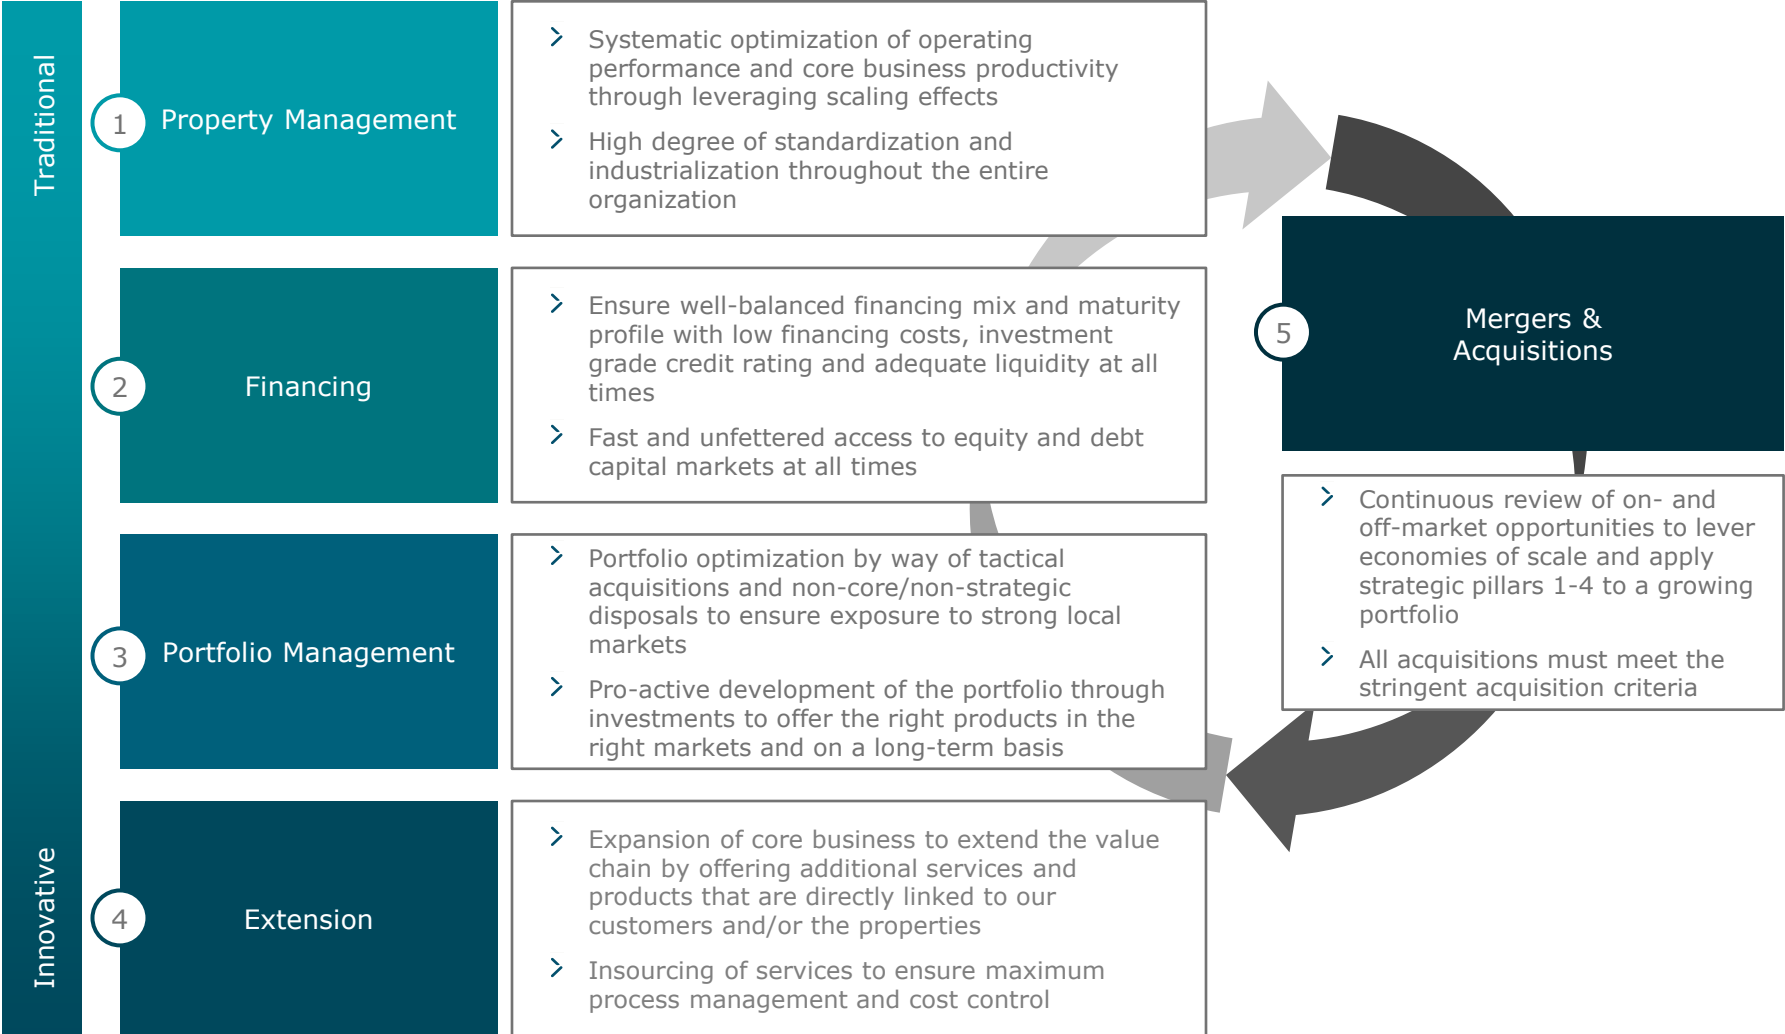 Traditional
1
Property Management
Systematic optimization of operating
performance and core business productivity
through leveraging scaling effects
High degree of standardization and
industrialization throughout the entire
organization
2
Financing
Ensure well-balanced financing mix and maturity
profile with low financing costs, investment
grade credit rating and adequate liquidity at all
times
Fast and unfettered access to equity and debt
capital markets at all times
3
Portfolio Management
Portfolio optimization by way of tactical
acquisitions and non-core/non-strategic
disposals to ensure exposure to strong local
markets
Pro-active development of the portfolio through
investments to offer the right products in the
right markets and on a long-term basis
Innovative
4
Extension
Expansion of core business to extend the value
chain by offering additional services and
products that are directly linked to our
customers and/or the properties
Insourcing of services to ensure maximum
process management and cost control
5
Mergers &
Acquisitions
Continuous review of on- and
off-market opportunities to lever
economies of scale and apply
strategic pillars 1-4 to a growing
portfolio
All acquisitions must meet the
stringent acquisition criteria